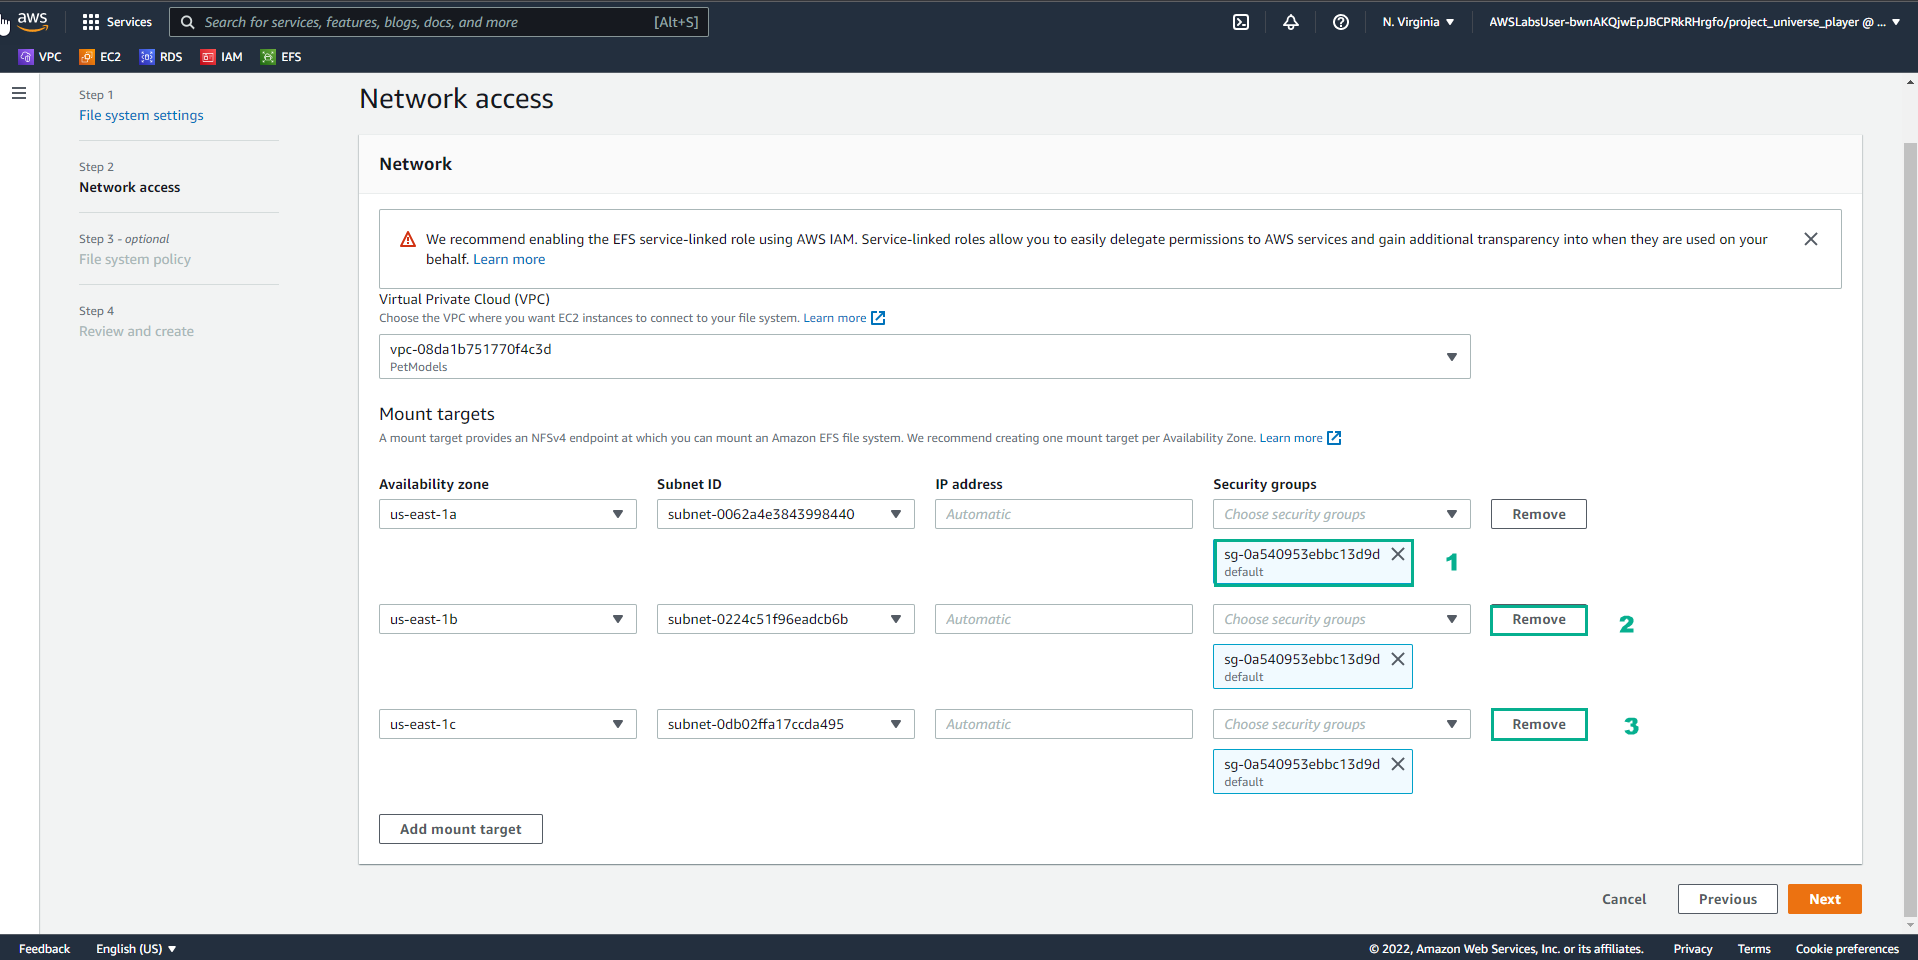 aws
Services
Search for services, features, blogs, docs, and more [Alt+S]
N. Virginia
AWSLabsUser-bwnAKQjwEpJBCPRkRHrgfo/project_universe_player @ ...
VPC EC2 RDS IAM EFS
Step 1
File system settings
Step 2
Network access
Step 3 - optional
File system policy
Step 4
Review and create
Network access
Network
We recommend enabling the EFS service-linked role using AWS IAM. Service-linked roles allow you to easily delegate permissions to AWS services and gain additional transparency into when they are used on your
behalf. Learn more
Virtual Private Cloud (VPC)
Choose the VPC where you want EC2 instances to connect to your file system. Learn more
vpc-08da1b751770f4c3d
PetModels
Mount targets
A mount target provides an NFSv4 endpoint at which you can mount an Amazon EFS file system. We recommend creating one mount target per Availability Zone. Learn more
Availability zone Subnet ID IP address Security groups
us-east-1a subnet-0062a4e3843998440 Automatic Choose security groups Remove
sg-0a540953ebbc13d9d 1
default
us-east-1b subnet-0224c51f96eadcb6b Automatic Choose security groups Remove 2
sg-0a540953ebbc13d9d
default
us-east-1c subnet-0db02ffa17ccda495 Automatic Choose security groups Remove 3
sg-0a540953ebbc13d9d
default
Add mount target
Cancel Previous Next
Feedback English (US) © 2022, Amazon Web Services, Inc. or its affiliates. Privacy Terms Cookie preferences